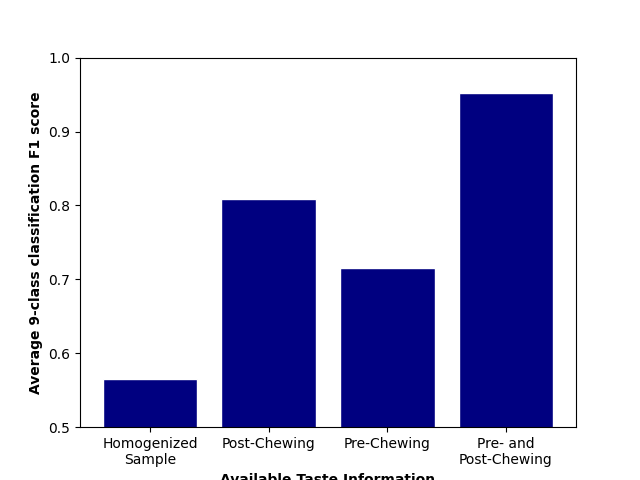 Average 9-class classification F1 score
1.0
0.9
0.8
0.7
0.6
0.5
Homogenized
Sample
Post-Chewing
Pre-Chewing
Pre- and
Post-Chewing
Available Taste Information